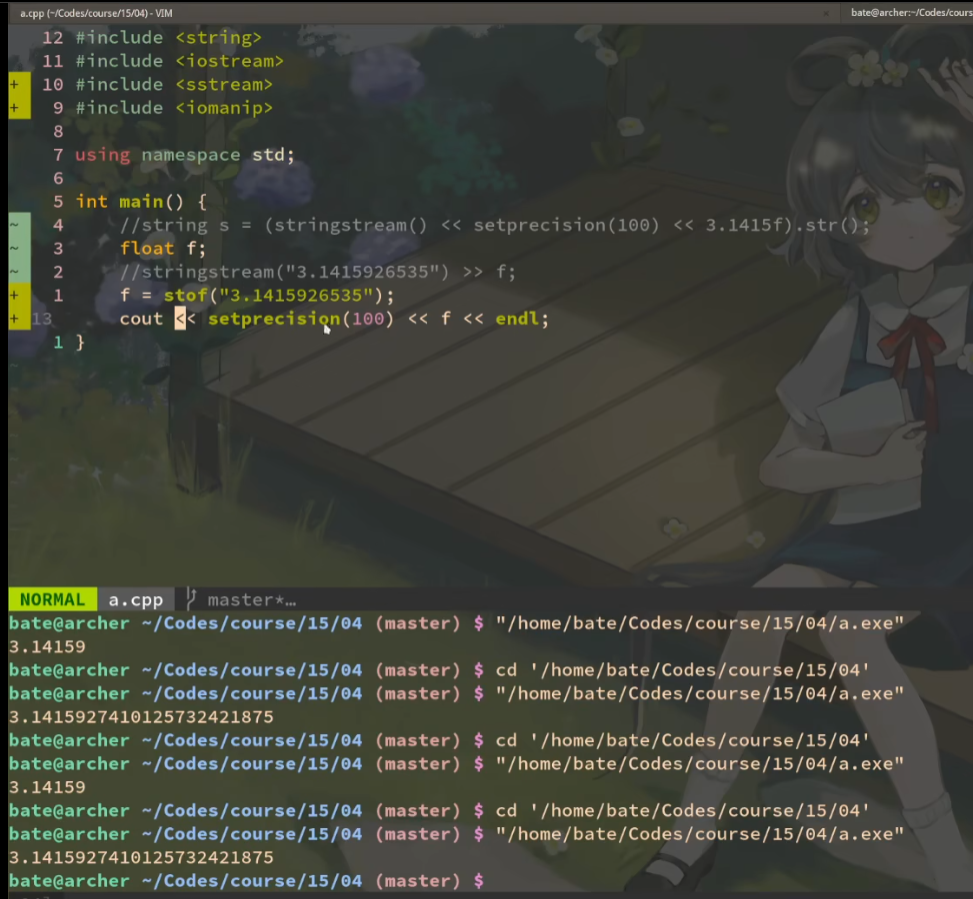 a.cpp (~/Codes/course/15/04) - VIM × bate@archer:~/Codes/cours
12 #include <string>
11 #include <iostream>
+ 10 #include <sstream>
+ 9 #include <iomanip>
8
7 using namespace std;
6
5 int main() {
~ 4 //string s = (stringstream() << setprecision(100) << 3.1415f).str();
~ 3 float f;
~ 2 //stringstream("3.1415926535") >> f;
+ 1 f = stof("3.1415926535");
+ 13 cout << setprecision(100) << f << endl;
1 }
NORMAL a.cpp master*…
bate@archer ~/Codes/course/15/04 (master) $ "/home/bate/Codes/course/15/04/a.exe"
3.14159
bate@archer ~/Codes/course/15/04 (master) $ cd '/home/bate/Codes/course/15/04'
bate@archer ~/Codes/course/15/04 (master) $ "/home/bate/Codes/course/15/04/a.exe"
3.1415927410125732421875
bate@archer ~/Codes/course/15/04 (master) $ cd '/home/bate/Codes/course/15/04'
bate@archer ~/Codes/course/15/04 (master) $ "/home/bate/Codes/course/15/04/a.exe"
3.14159
bate@archer ~/Codes/course/15/04 (master) $ cd '/home/bate/Codes/course/15/04'
bate@archer ~/Codes/course/15/04 (master) $ "/home/bate/Codes/course/15/04/a.exe"
3.1415927410125732421875
bate@archer ~/Codes/course/15/04 (master) $